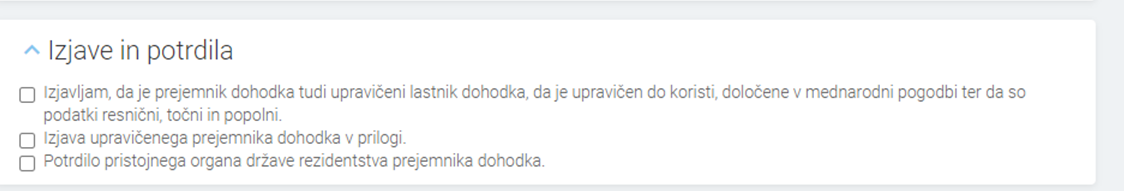 Izjave in potrdila
Izjavljam, da je prejemnik dohodka tudi upravičeni lastnik dohodka, da je upravičen do koristi, določene v mednarodni pogodbi ter da so
podatki resnični, točni in popolni.
Izjava upravičenega prejemnika dohodka v prilogi.
Potrdilo pristojnega organa države rezidentstva prejemnika dohodka.